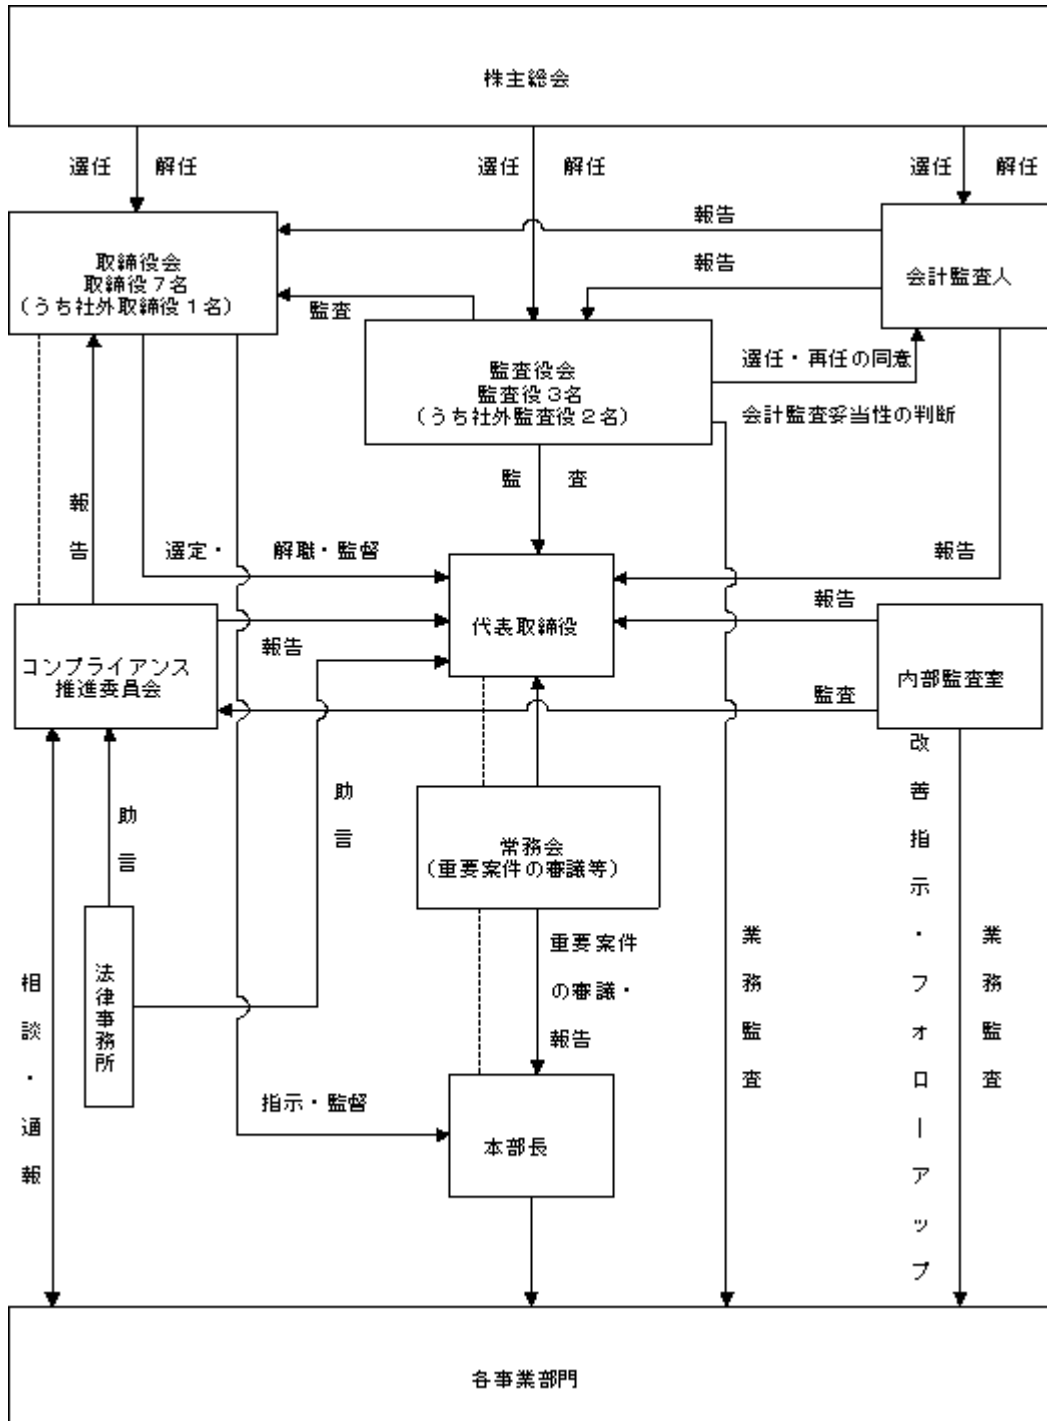 株主総会
選任 解任
選任 解任
選任 解任
取締役会
取締役７名
（うち社外取締役１名）
報告
報告
会計監査人
監査
監査役会
監査役３名
（うち社外監査役２名）
選任・再任の同意
会計監査妥当性の判断
監 査
報告
選定・ 解職・監督
報告
報告
代表取締役
コンプライアンス
推進委員会
報告
内部監査室
監査
助言
助言
常務会
（重要案件の審議等）
改善指示・フォローアップ
業務監査
業務監査
重要案件
の審議・
報告
法律事務所
相談・通報
指示・監督
本部長
各事業部門